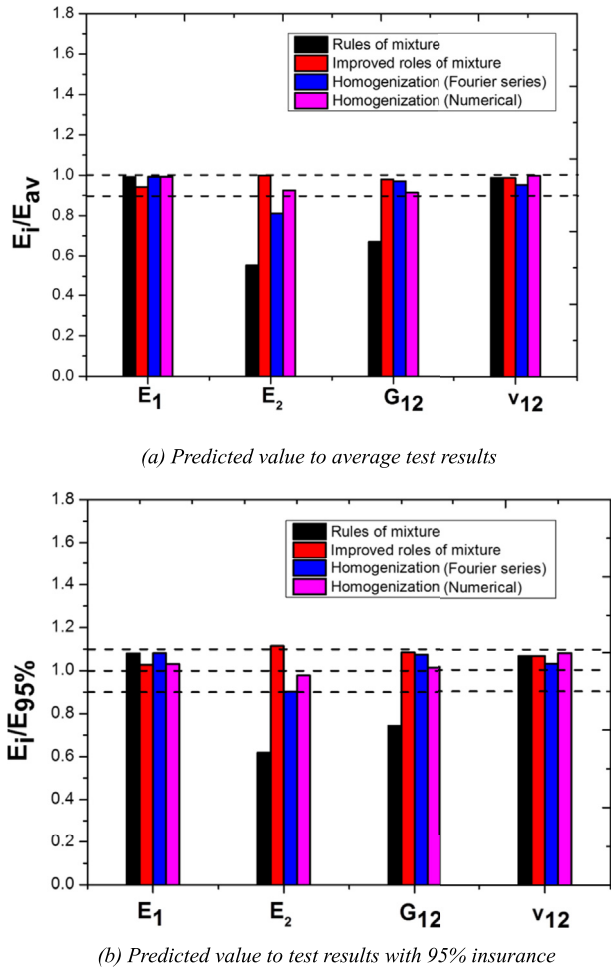 1.8
1.6
1.4
1.2
1.0
0.8
0.6
0.4
0.2
0.0
Ei/Eav
Rules of mixture
Improved roles of mixture
Homogenization (Fourier series)
Homogenization (Numerical)
E1 E2 G12 v12
(a) Predicted value to average test results
1.8
1.6
1.4
1.2
1.0
0.8
0.6
0.4
0.2
0.0
Ei/E95%
Rules of mixture
Improved roles of mixture
Homogenization (Fourier series)
Homogenization (Numerical)
E1 E2 G12 v12
(b) Predicted value to test results with 95% insurance